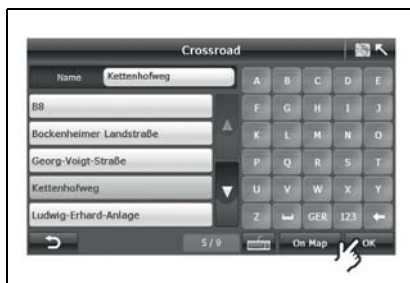 Crossroad
Name Kettenhofweg
B8
Bockenheimer Landstraße
Georg-Voigt-Straße
Kettenhofweg
Ludwig-Erhard-Anlage
5/9
A B C D E
F G H I J
K L M N O
P Q R S T
U V W X Y
Z GER 123
On Map OK